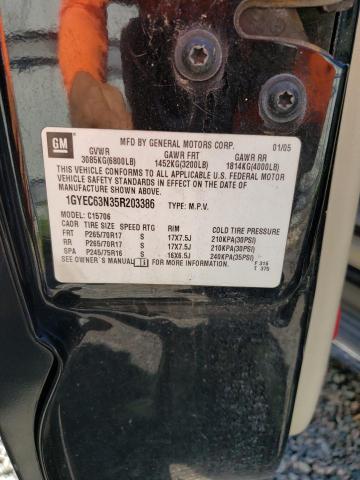 GM MFD BY GENERAL MOTORS CORP. 01/05
GVWR GAWR FRT GAWR RR
3085KG(6800LB) 1452KG(3200LB) 1814KG(4000LB)
THIS VEHICLE CONFORMS TO ALL APPLICABLE U.S. FEDERAL MOTOR
VEHICLE SAFETY STANDARDS IN EFFECT ON THE DATE OF
MANUFACTURE SHOWN ABOVE.
1GYEC63N35R203386 TYPE: M.P.V.
MODEL: C15706
CAOR TIRE SIZE SPEED RTG RIM COLD TIRE PRESSURE
FRT P265/70R17 S 17X7.5J 210KPA(30PSI)
RR P265/70R17 S 17X7.5J 210KPA(30PSI)
SPA P245/75R16 S 16X6.5J 240KPA(35PSI)
SEE OWNER'S MANUAL FOR MORE INFORMATION. F 315
T 375